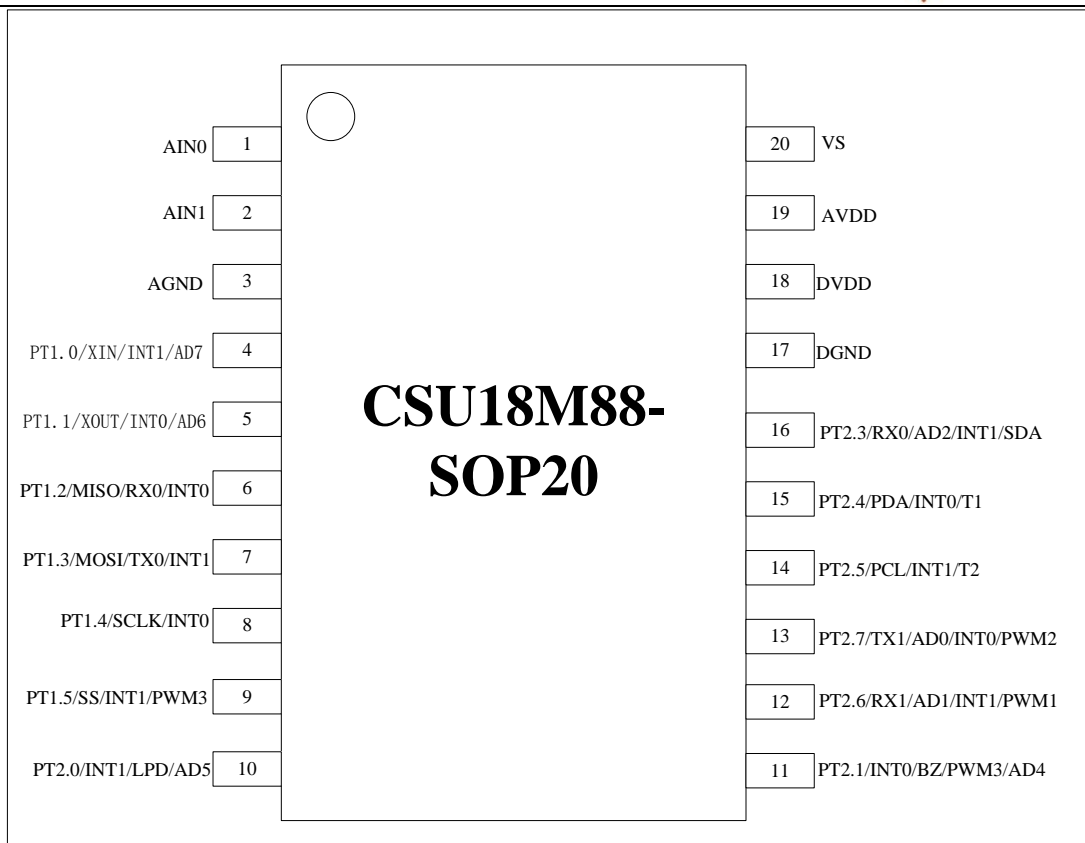 AIN0 1
AIN1 2
AGND 3
PT1.0/XIN/INT1/AD7 4
PT1.1/XOUT/INT0/AD6 5
PT1.2/MISO/RX0/INT0 6
PT1.3/MOSI/TX0/INT1 7
PT1.4/SCLK/INT0 8
PT1.5/SS/INT1/PWM3 9
PT2.0/INT1/LPD/AD5 10
CSU18M88-
SOP20
20 VS
19 AVDD
18 DVDD
17 DGND
16 PT2.3/RX0/AD2/INT1/SDA
15 PT2.4/PDA/INT0/T1
14 PT2.5/PCL/INT1/T2
13 PT2.7/TX1/AD0/INT0/PWM2
12 PT2.6/RX1/AD1/INT1/PWM1
11 PT2.1/INT0/BZ/PWM3/AD4